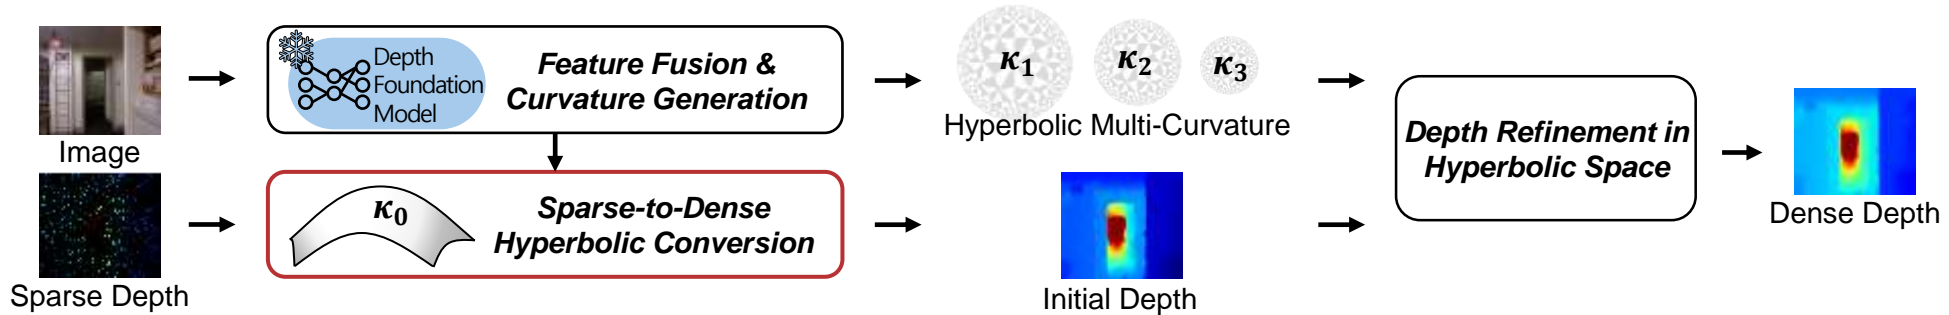 Image
Sparse Depth
Depth
Foundation
Model
Feature Fusion &
Curvature Generation
κ₀
Sparse-to-Dense
Hyperbolic Conversion
κ₁
κ₂
κ₃
Hyperbolic Multi-Curvature
Initial Depth
Depth Refinement in
Hyperbolic Space
Dense Depth